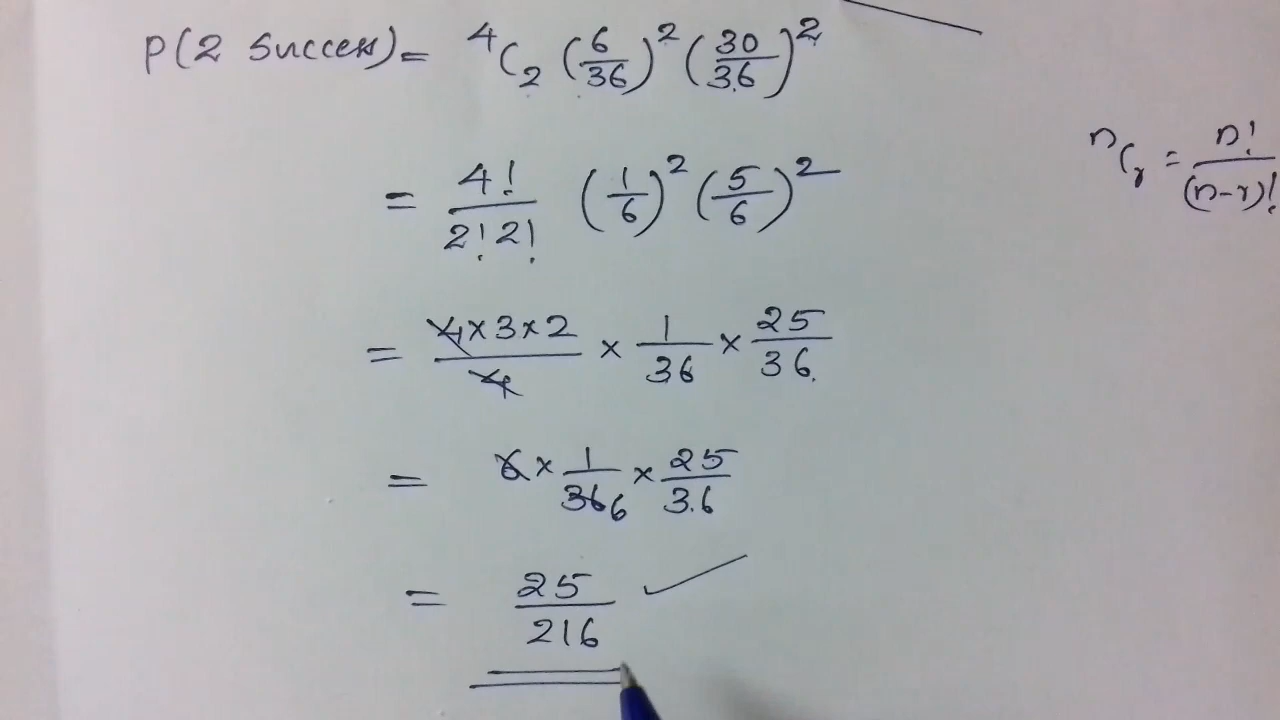 P(2 Success) = ⁴C₂ (6/36)² (30/36)²
ⁿCᵣ = n!/(n-r)!
= 4!/2!2! (1/6)² (5/6)²
= 4×3×2/4 × 1/36 × 25/36
= 6 × 1/36 6 × 25/36
= 25/216 ✓